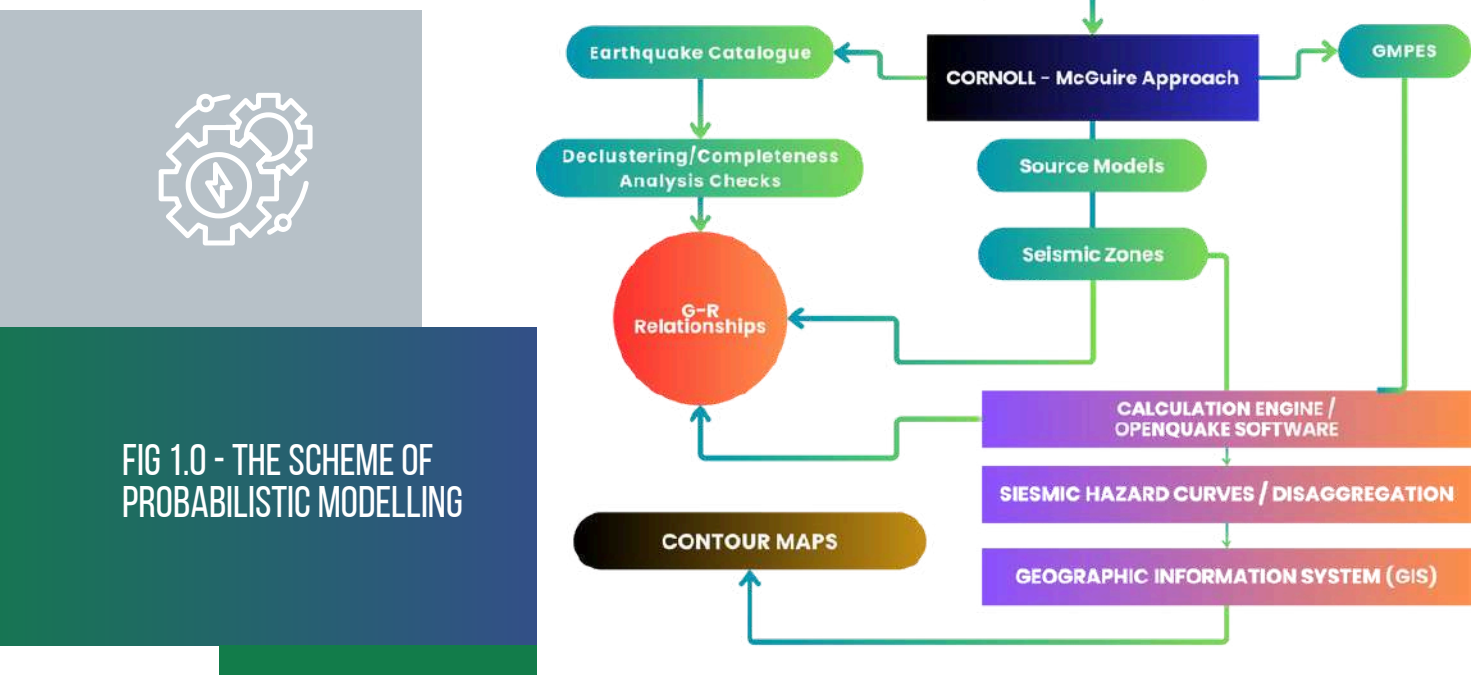 Earthquake Catalogue
CORNOLL - McGuire Approach
GMPES
Declustering/Completeness
Analysis Checks
Source Models
Seismic Zones
G-R
Relationships
CALCULATION ENGINE /
OPENQUAKE SOFTWARE
SIESMIC HAZARD CURVES / DISAGGREGATION
GEOGRAPHIC INFORMATION SYSTEM (GIS)
CONTOUR MAPS
FIG 1.0 - THE SCHEME OF
PROBABILISTIC MODELLING